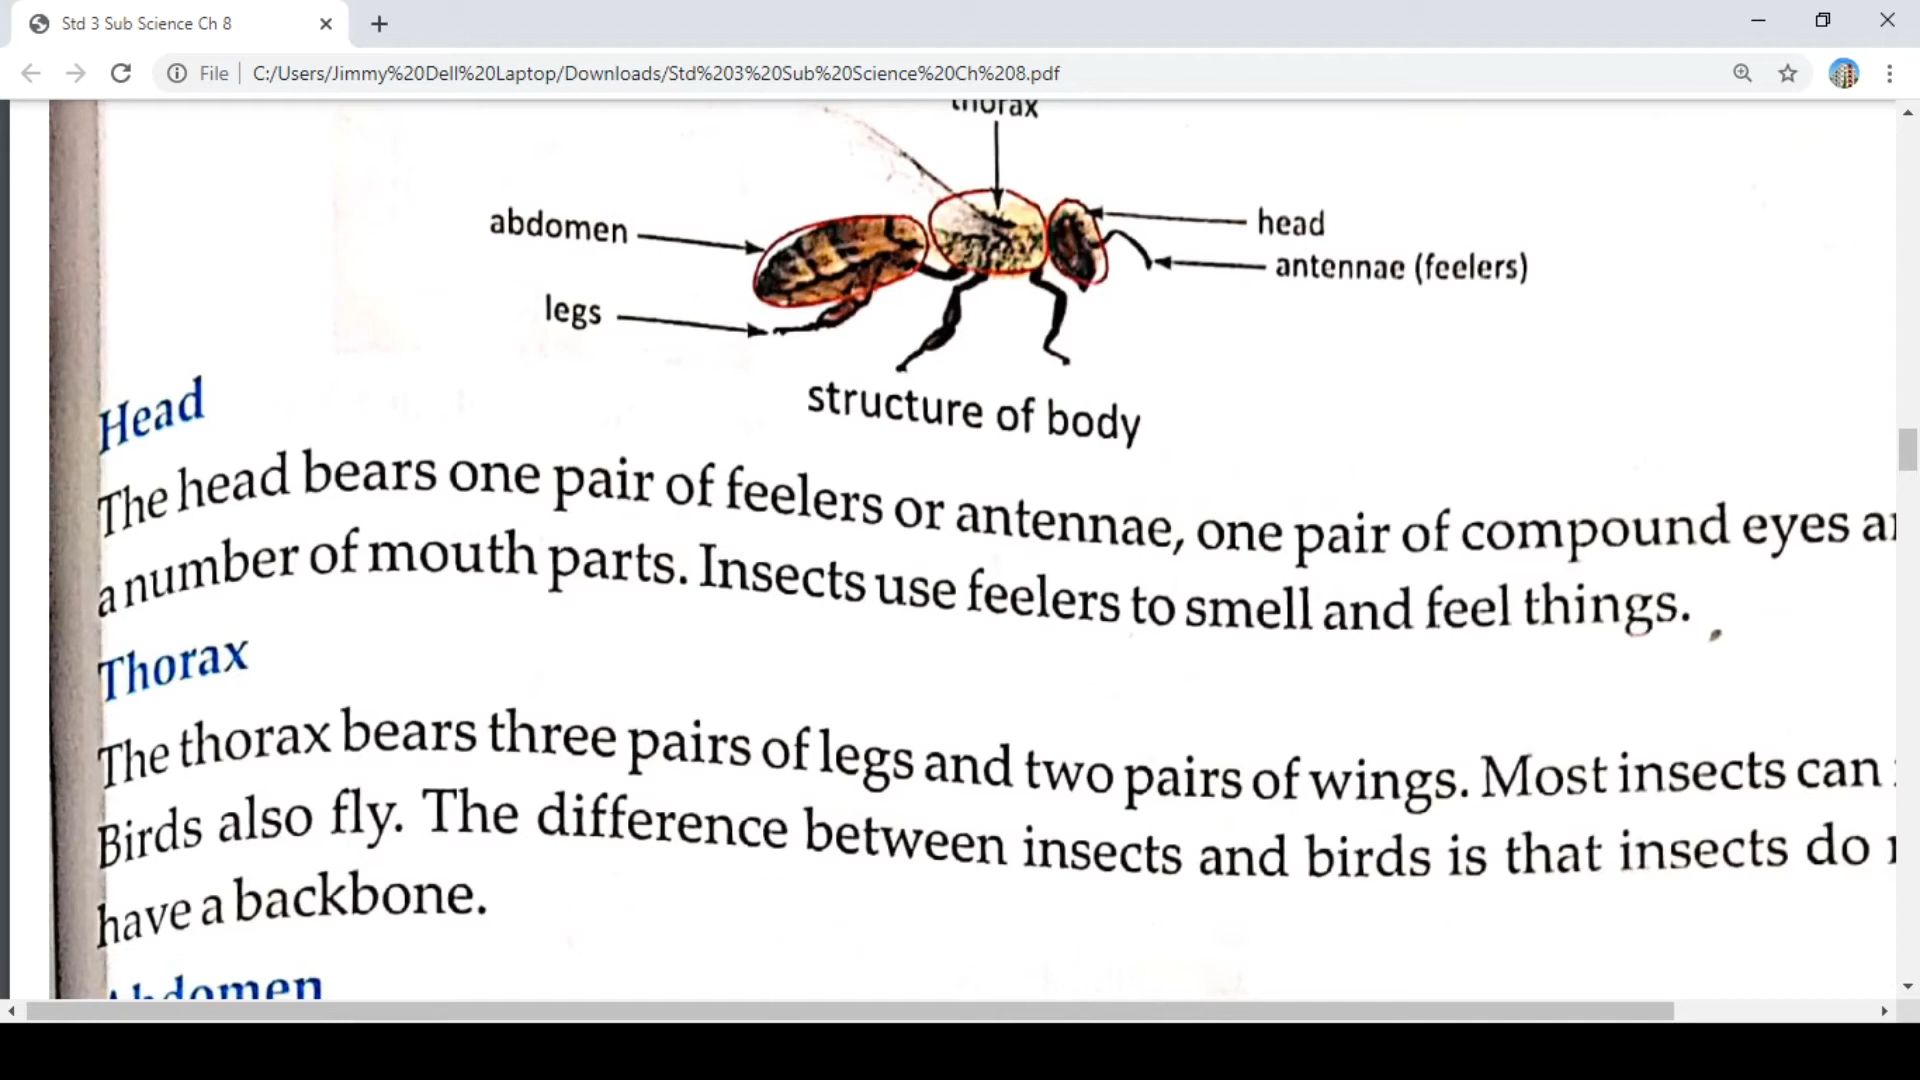 Std 3 Sub Science Ch 8
File
C:/Users/Jimmy%20Dell%20Laptop/Downloads/Std%203%20Sub%20Science%20Ch%208.pdf
thorax
abdomen
head
antennae (feelers)
legs
structure of body
Head
The head bears one pair of feelers or antennae, one pair of compound eyes
a number of mouth parts. Insects use feelers to smell and feel things.
Thorax
The thorax bears three pairs of legs and two pairs of wings. Most insects can
Birds also fly. The difference between insects and birds is that insects do
have a backbone.
Abdomen